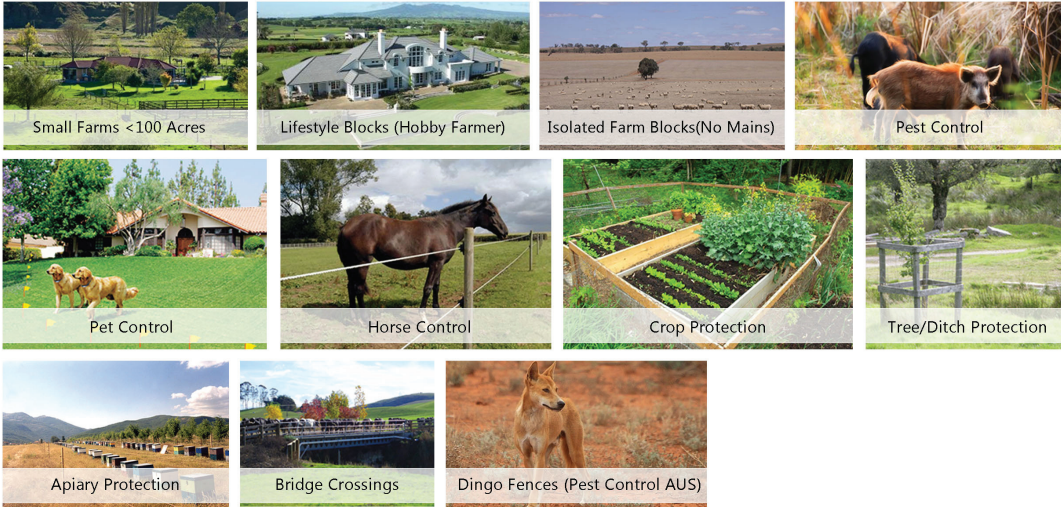 Small Farms <100 Acres
Lifestyle Blocks (Hobby Farmer)
Isolated Farm Blocks(No Mains)
Pest Control
Pet Control
Horse Control
Crop Protection
Tree/Ditch Protection
Apiary Protection
Bridge Crossings
Dingo Fences (Pest Control AUS)